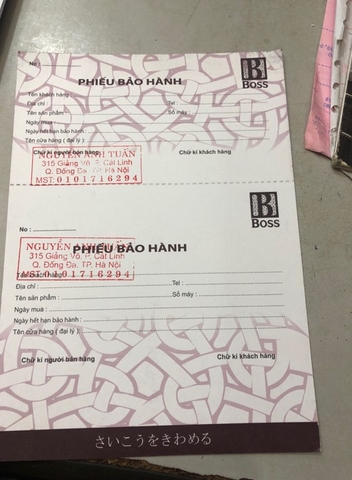 No :
BOSS
PHIẾU BẢO HÀNH
Tên khách hàng :
Địa chỉ : Tel :
Tên sản phẩm : Số máy :
Ngày mua :
Ngày hết hạn bảo hành :
Tên cửa hàng ( đại lý ) :
Chữ kí người bán hàng Chữ kí khách hàng
NGUYỄN ANH TUẤN
315 Giảng Võ, P. Cát Linh
Q. Đống Đa, TP. Hà Nội
MST: 0101716294
BOSS
No :
PHIẾU BẢO HÀNH
NGUYỄN
315 Giảng Võ, P. Cát Linh
Q. Đống Đa, TP. Hà Nội
MST: 0101716294
Tên khách hàng :
Địa chỉ : Tel :
Tên sản phẩm : Số máy :
Ngày mua :
Ngày hết hạn bảo hành :
Tên cửa hàng ( đại lý ) :
Chữ kí người bán hàng Chữ kí khách hàng
さいこうをきわめる